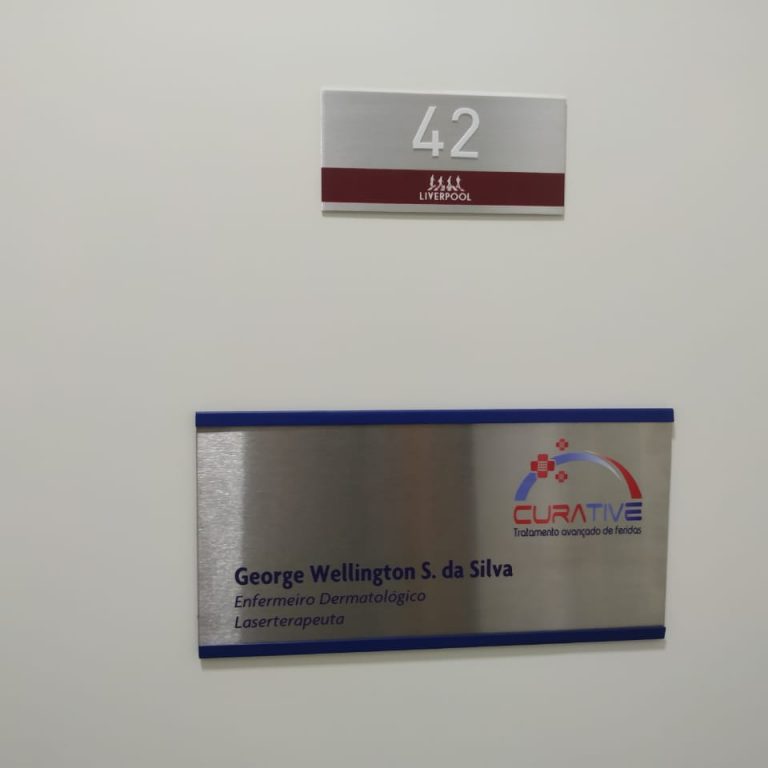 42
LIVERPOOL
CURATIVE
Tratamento avançado de feridas
George Wellington S. da Silva
Enfermeiro Dermatológico
Laserterapeuta